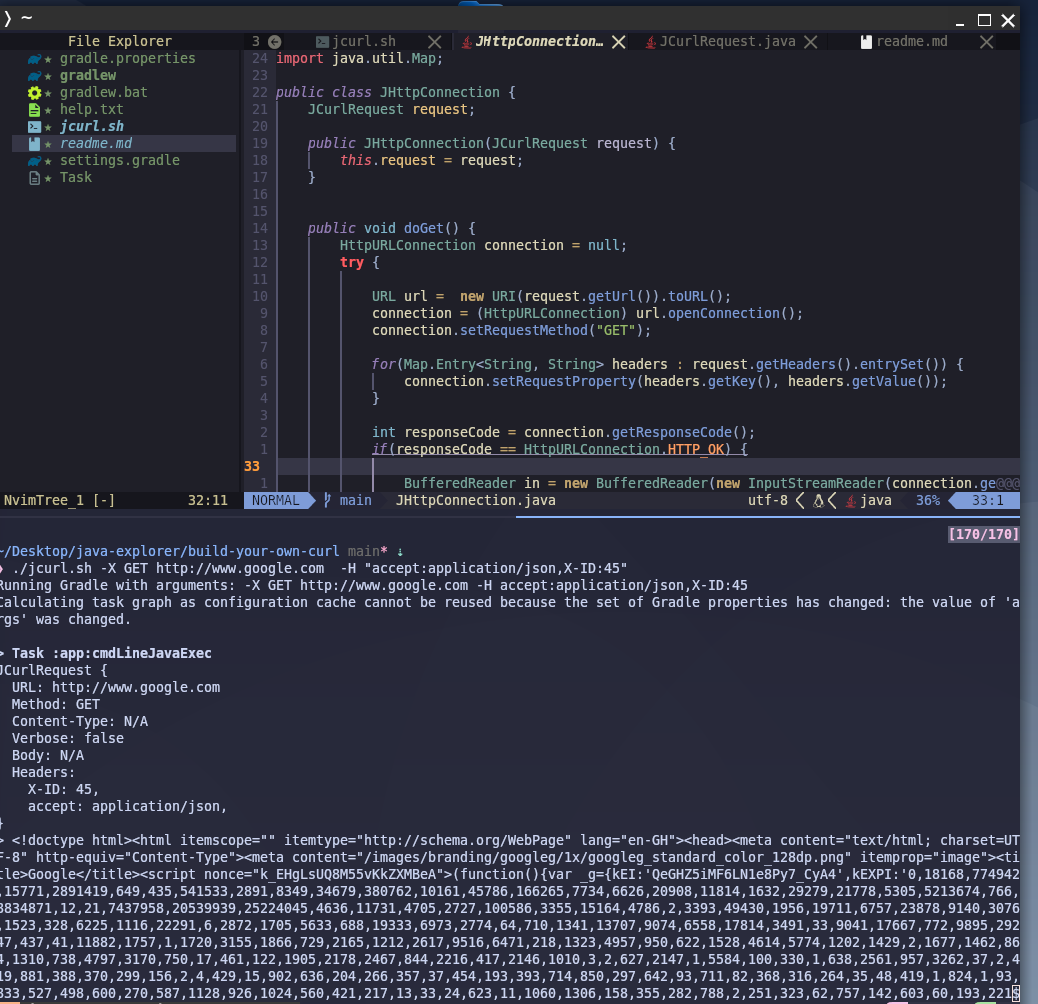 ❯ ~
File Explorer
3 jcurl.sh JHttpConnection… JCurlRequest.java readme.md
gradle.properties
gradlew
gradlew.bat
help.txt
jcurl.sh
readme.md
settings.gradle
Task
24 import java.util.Map;
23
22 public class JHttpConnection {
21 JCurlRequest request;
20
19 public JHttpConnection(JCurlRequest request) {
18 this.request = request;
17 }
16
15
14 public void doGet() {
13 HttpURLConnection connection = null;
12 try {
11
10 URL url =  new URI(request.getUrl()).toURL();
9 connection = (HttpURLConnection) url.openConnection();
8 connection.setRequestMethod("GET");
7
6 for(Map.Entry<String, String> headers : request.getHeaders().entrySet()) {
5 connection.setRequestProperty(headers.getKey(), headers.getValue());
4 }
3
2 int responseCode = connection.getResponseCode();
1 if(responseCode == HttpURLConnection.HTTP_OK) {
33
1 BufferedReader in = new BufferedReader(new InputStreamReader(connection.ge@@@
NvimTree_1 [-] 32:11 NORMAL main JHttpConnection.java utf-8 java 36% 33:1
[170/170]
~/Desktop/java-explorer/build-your-own-curl main* ⇣
❯ ./jcurl.sh -X GET http://www.google.com  -H "accept:application/json,X-ID:45"
Running Gradle with arguments: -X GET http://www.google.com -H accept:application/json,X-ID:45
Calculating task graph as configuration cache cannot be reused because the set of Gradle properties has changed: the value of 'a
rgs' was changed.
> Task :app:cmdLineJavaExec
JCurlRequest {
URL: http://www.google.com
Method: GET
Content-Type: N/A
Verbose: false
Body: N/A
Headers:
X-ID: 45,
accept: application/json,
}
> <!doctype html><html itemscope="" itemtype="http://schema.org/WebPage" lang="en-GH"><head><meta content="text/html; charset=UT
F-8" http-equiv="Content-Type"><meta content="/images/branding/googleg/1x/googleg_standard_color_128dp.png" itemprop="image"><ti
tle>Google</title><script nonce="k_EHgLsUQ8M55vKkZXMBeA">(function(){var _g={kEI:'QeGHZ5iMF6LN1e8Py7_CyA4',kEXPI:'0,18168,774942
,15771,2891419,649,435,541533,2891,8349,34679,380762,10161,45786,166265,7734,6626,20908,11814,1632,29279,21778,5305,5213674,766,
8834871,12,21,7437958,20539939,25224045,4636,11731,4705,2727,100586,3355,15164,4786,2,3393,49430,1956,19711,6757,23878,9140,3076
,1523,328,6225,1116,22291,6,2872,1705,5633,688,19333,6973,2774,64,710,1341,13707,9074,6558,17814,3491,33,9041,17667,772,9895,292
47,437,41,11882,1757,1,1720,3155,1866,729,2165,1212,2617,9516,6471,218,1323,4957,950,622,1528,4614,5774,1202,1429,2,1677,1462,86
4,1310,738,4797,3170,750,17,461,122,1905,2178,2467,844,2216,417,2146,1010,3,2,627,2147,1,5584,100,330,1,638,2561,957,3262,37,2,4
19,881,388,370,299,156,2,4,429,15,902,636,204,266,357,37,454,193,393,714,850,297,642,93,711,82,368,316,264,35,48,419,1,824,1,93,
333,527,498,600,270,587,1128,926,1024,560,421,217,13,33,24,623,11,1060,1306,158,355,282,788,2,251,323,62,757,142,603,60,193,221